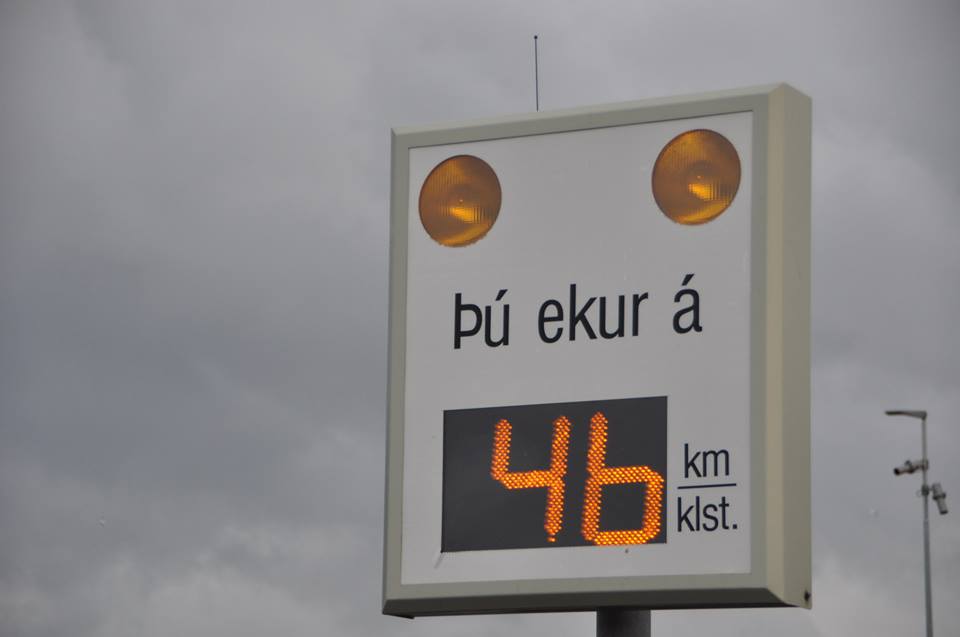 Þú ekur á
46 km
klst.